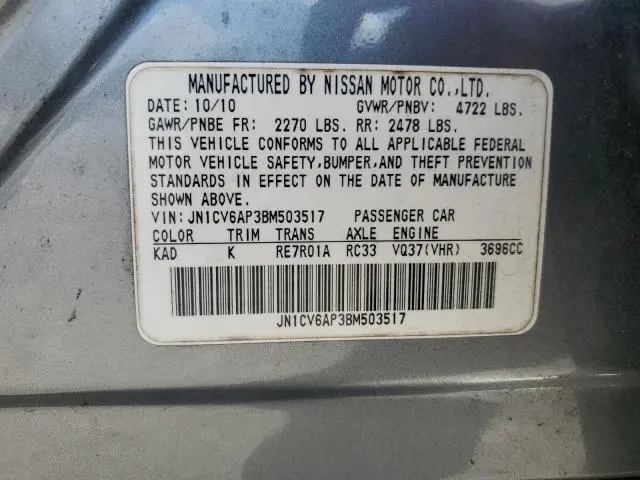 MANUFACTURED BY NISSAN MOTOR CO.,LTD.
DATE: 10/10 GVWR/PNBV: 4722 LBS.
GAWR/PNBE FR: 2270 LBS. RR: 2478 LBS.
THIS VEHICLE CONFORMS TO ALL APPLICABLE FEDERAL
MOTOR VEHICLE SAFETY,BUMPER,AND THEFT PREVENTION
STANDARDS IN EFFECT ON THE DATE OF MANUFACTURE
SHOWN ABOVE.
VIN: JN1CV6AP3BM503517 PASSENGER CAR
COLOR TRIM TRANS AXLE ENGINE
KAD K RE7R01A RC33 VQ37(VHR) 3696CC
JN1CV6AP3BM503517